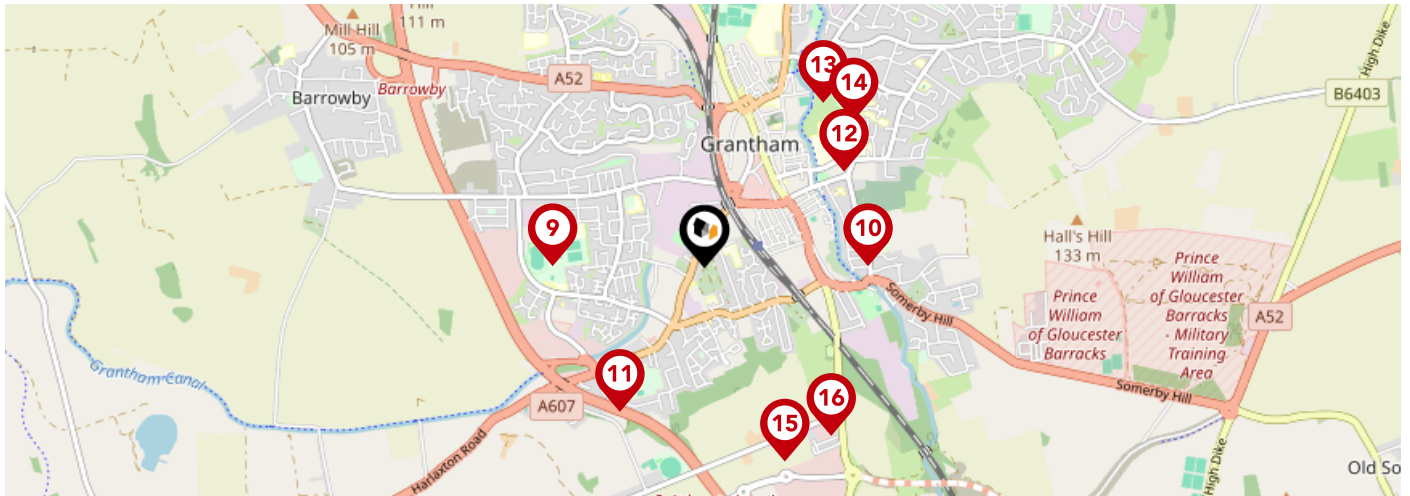 Hill
111 m
Mill Hill
105 m
Barrowby
Barrowby
A52
High Dike
B6403
13
14
12
Grantham
9
10
Hall's Hill
133 m
Prince
William
of Gloucester
Borracks
- Military
Training
Area
Prince
William
of Gloucester
Barracks
Somerby Hill
A52
Grantham Canal
11
A607
16
15
Somerby Hill
Harlaxton Road
High Dike
Old So